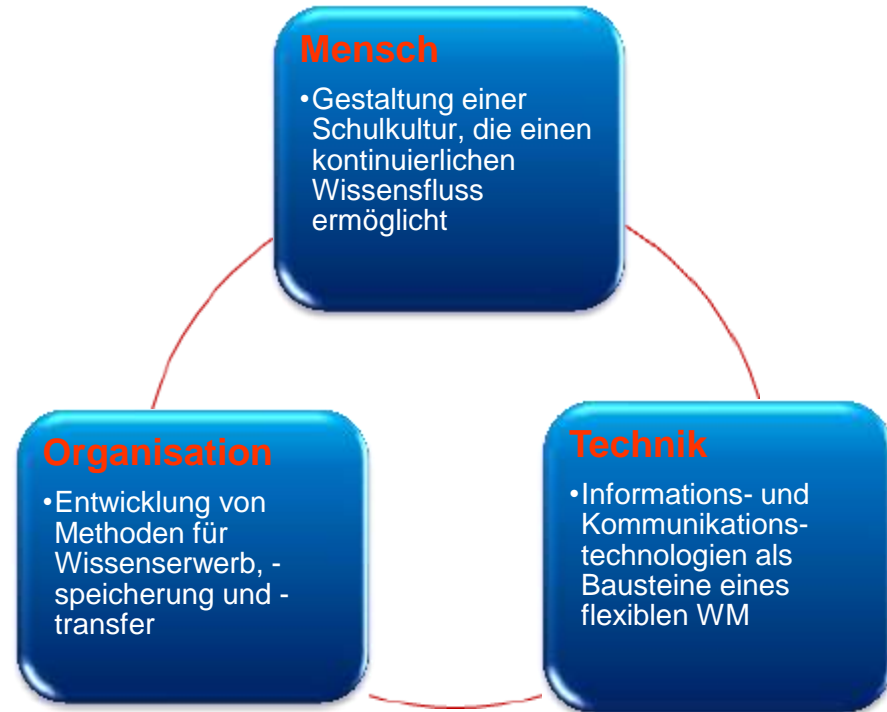 Mensch
•Gestaltung einer
Schulkultur, die einen
kontinuierlichen
Wissensfluss
ermöglicht
Organisation
•Entwicklung von
Methoden für
Wissenserwerb, -
speicherung und -
transfer
Technik
•Informations- und
Kommunikations-
technologien als
Bausteine eines
flexiblen WM